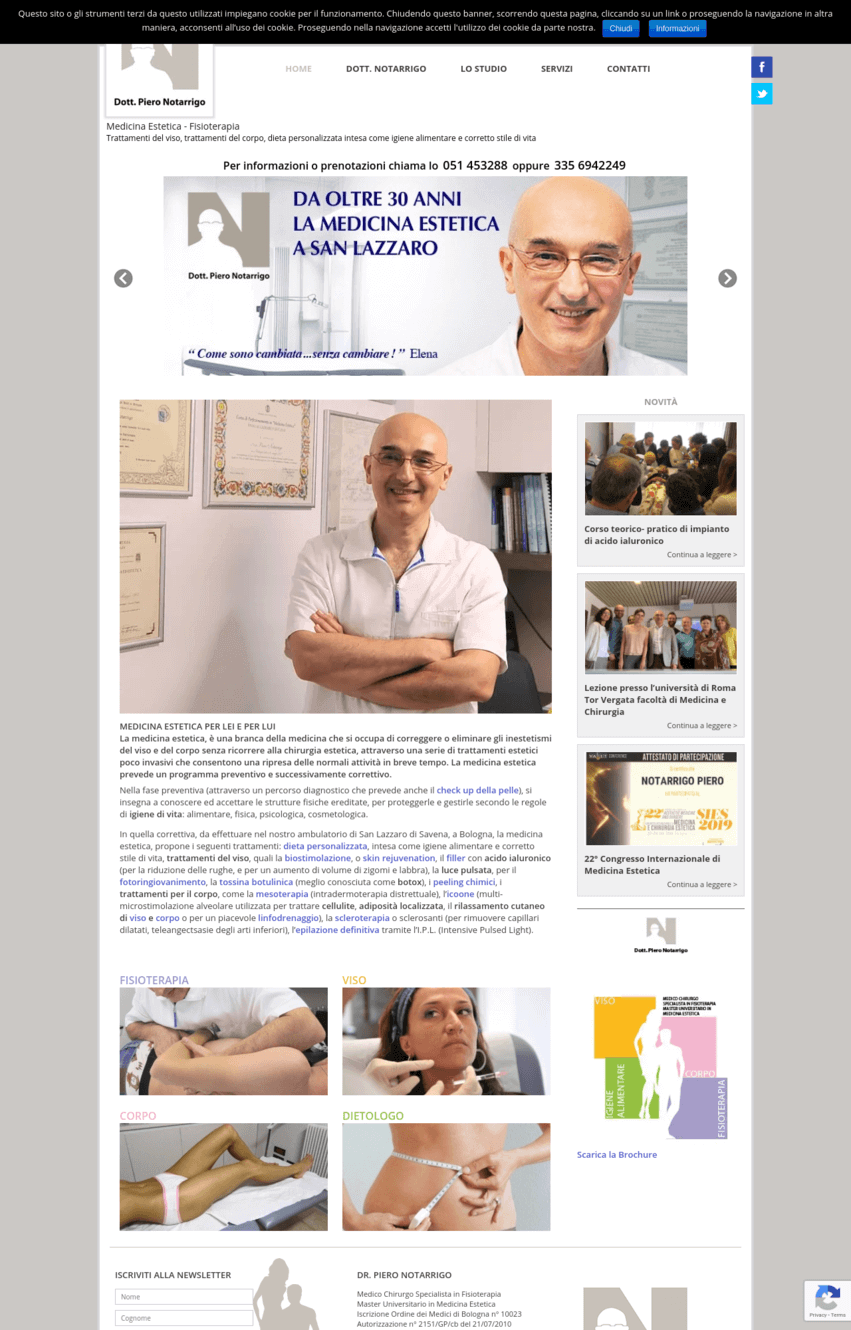 Questo sito o gli strumenti terzi da questo utilizzati impiegano cookie per il funzionamento. Chiudendo questo banner, scorrendo questa pagina, cliccando su un link o proseguendo la navigazione in altra
maniera, acconsenti all'uso dei cookie. Proseguendo nella navigazione accetti l'utilizzo dei cookie da parte nostra. Chiudi Informazioni
Dott. Piero Notarrigo
HOME DOTT. NOTARRIGO LO STUDIO SERVIZI CONTATTI
Medicina Estetica - Fisioterapia
Trattamenti del viso, trattamenti del corpo, dieta personalizzata intesa come igiene alimentare e corretto stile di vita
Per informazioni o prenotazioni chiama lo 051 453288 oppure 335 6942249
DA OLTRE 30 ANNI
LA MEDICINA ESTETICA
A SAN LAZZARO
Dott. Piero Notarrigo
“ Come sono cambiata...senza cambiare ! ” Elena
MEDICINA ESTETICA PER LEI E PER LUI
La medicina estetica, è una branca della medicina che si occupa di correggere o eliminare gli inestetismi
del viso e del corpo senza ricorrere alla chirurgia estetica, attraverso una serie di trattamenti estetici
poco invasivi che consentono una ripresa delle normali attività in breve tempo. La medicina estetica
prevede un programma preventivo e successivamente correttivo.
Nella fase preventiva (attraverso un percorso diagnostico che prevede anche il check up della pelle), si
insegna a conoscere ed accettare le strutture fisiche ereditate, per proteggerle e gestirle secondo le regole
di igiene di vita: alimentare, fisica, psicologica, cosmetologica.
In quella correttiva, da effettuare nel nostro ambulatorio di San Lazzaro di Savena, a Bologna, la medicina
estetica, propone i seguenti trattamenti: dieta personalizzata, intesa come igiene alimentare e corretto
stile di vita, trattamenti del viso, quali la biostimolazione, o skin rejuvenation, il filler con acido ialuronico
(per la riduzione delle rughe, e per un aumento di volume di zigomi e labbra), la luce pulsata, per il
fotoringiovanimento, la tossina botulinica (meglio conosciuta come botox), i peeling chimici, i
trattamenti per il corpo, come la mesoterapia (intradermoterapia distrettuale), l'icoone (multi-
microstimolazione alveolare utilizzata per trattare cellulite, adiposità localizzata, il rilassamento cutaneo
di viso e corpo o per un piacevole linfodrenaggio), la scleroterapia o sclerosanti (per rimuovere capillari
dilatati, teleangectsasie degli arti inferiori), l'epilazione definitiva tramite l'I.P.L. (Intensive Pulsed Light).
NOVITÀ
Corso teorico- pratico di impianto
di acido ialuronico
Continua a leggere >
Lezione presso l'università di Roma
Tor Vergata facoltà di Medicina e
Chirurgia
Continua a leggere >
ATTESTATO DI PARTECIPAZIONE
NOTARRIGO PIERO
SIES
2019
22° Congresso Internazionale di
Medicina Estetica
Continua a leggere >
Dott. Piero Notarrigo
VISO
MEDICO CHIRURGO
SPECIALISTA IN FISIOTERAPIA
MASTER UNIVERSITARIO IN
MEDICINA ESTETICA
CORPO
IGIENE
ALIMENTARE
FISIOTERAPIA
Scarica la Brochure
FISIOTERAPIA VISO
CORPO DIETOLOGO
ISCRIVITI ALLA NEWSLETTER
Nome
Cognome
DR. PIERO NOTARRIGO
Medico Chirurgo Specialista in Fisioterapia
Master Universitario in Medicina Estetica
Iscrizione Ordine dei Medici di Bologna n° 10023
Autorizzazione n° 2151/GP/cb del 21/07/2010
Privacy - Terms